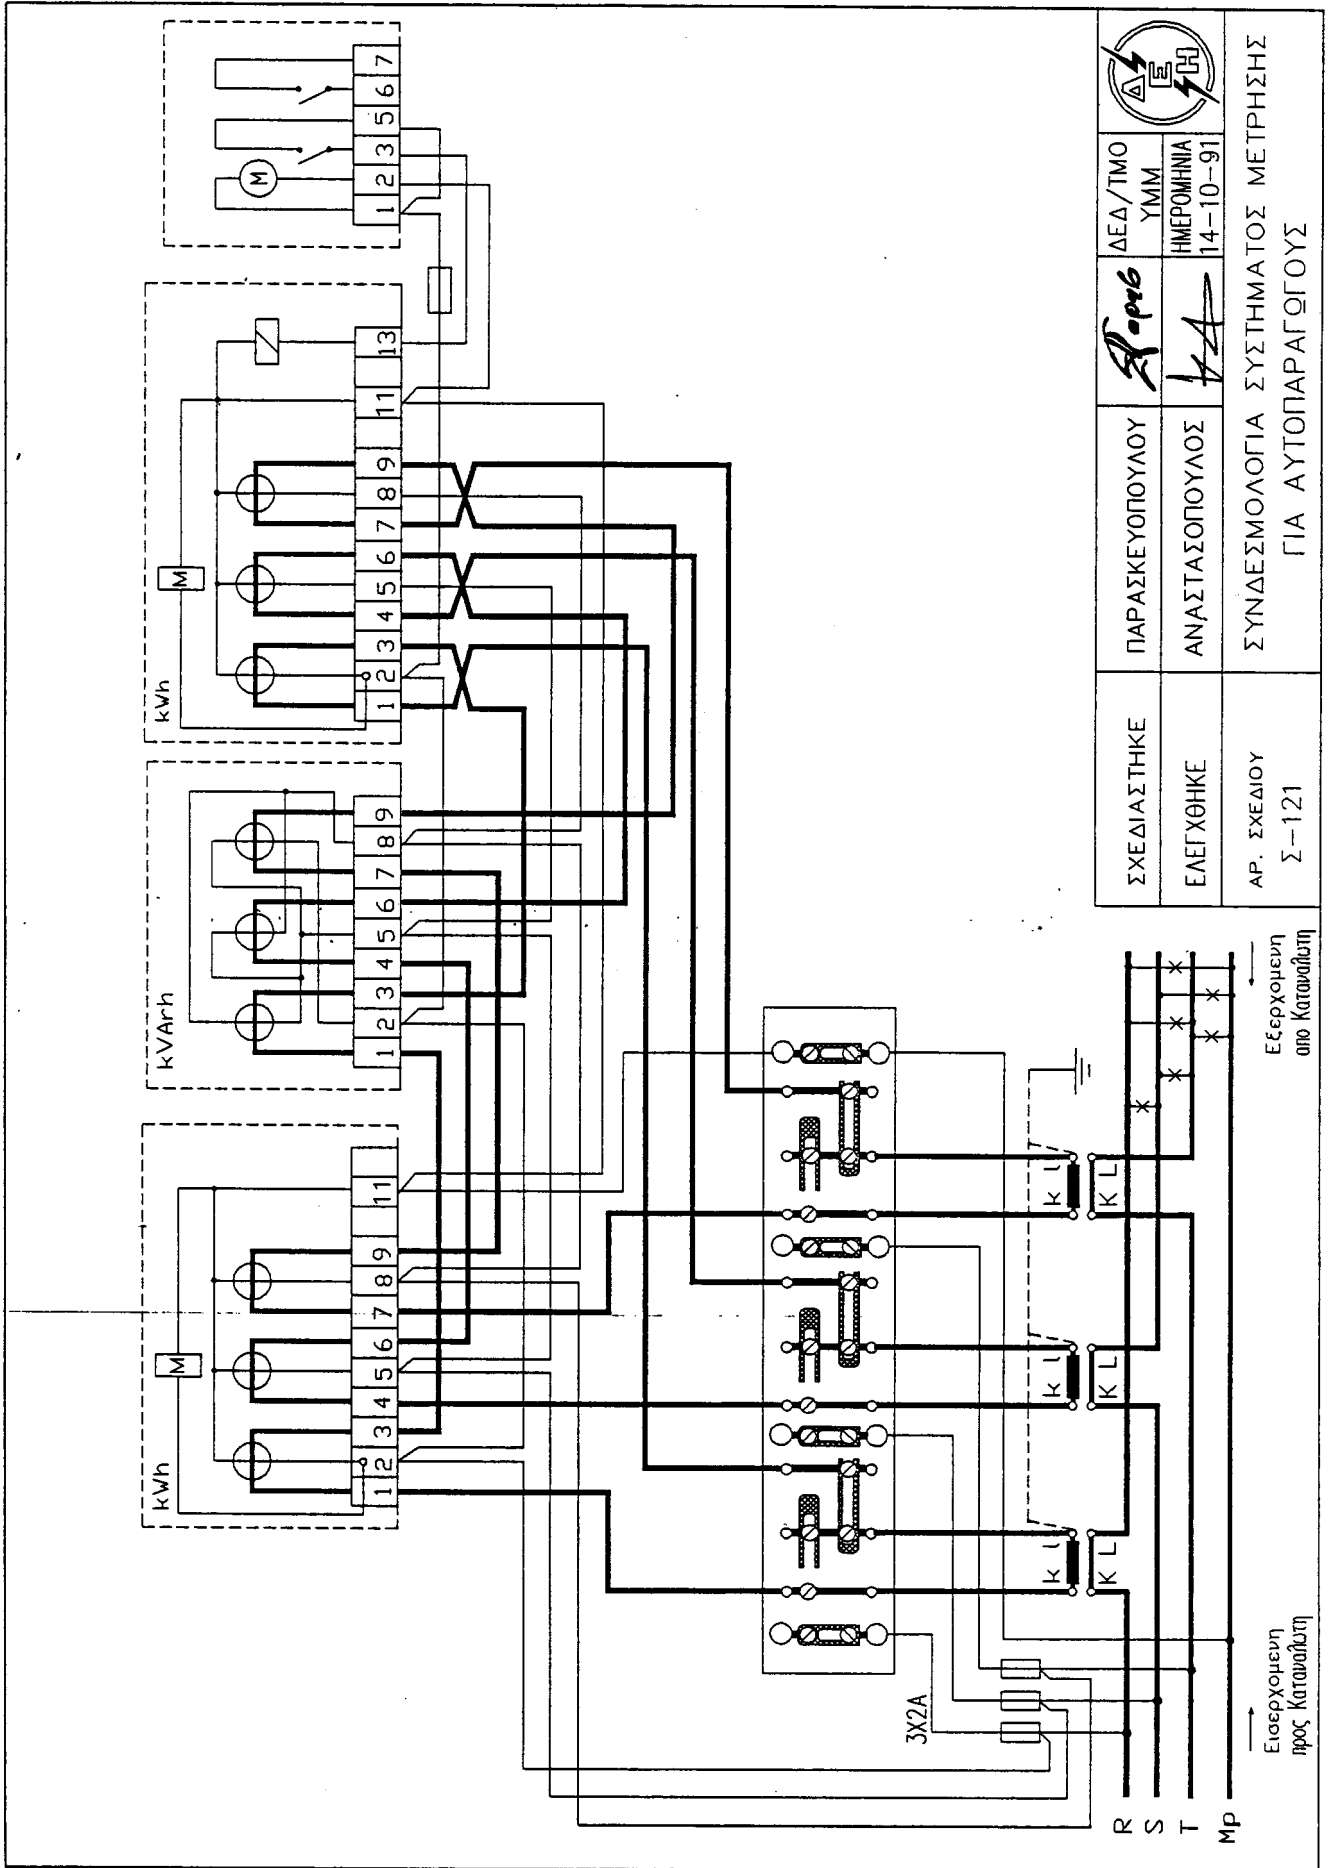 kWh
M
1 2 3 4 5 6 7 8 9 11
kVArh
1 2 3 4 5 6 7 8 9
kWh
M
1 2 3 4 5 6 7 8 9 11 13
M
1 2 3 5 6 7
3X2A
k l
K L
k l
K L
k l
K L
R
S
T
Mp
Εισερχομενη
προς Καταναλωτη
Εξερχομενη
απο Καταναλωτη
ΣΧΕΔΙΑΣΤΗΚΕ
ΠΑΡΑΣΚΕΥΟΠΟΥΛΟΥ
ΔΕΔ/ΤΜΟ
ΥΜΜ
ΔΕΗ
ΕΛΕΓΧΘΗΚΕ
ΑΝΑΣΤΑΣΟΠΟΥΛΟΣ
ΗΜΕΡΟΜΗΝΙΑ
14-10-91
ΑΡ. ΣΧΕΔΙΟΥ
Σ-121
ΣΥΝΔΕΣΜΟΛΟΓΙΑ ΣΥΣΤΗΜΑΤΟΣ ΜΕΤΡΗΣΗΣ
ΓΙΑ ΑΥΤΟΠΑΡΑΓΩΓΟΥΣ